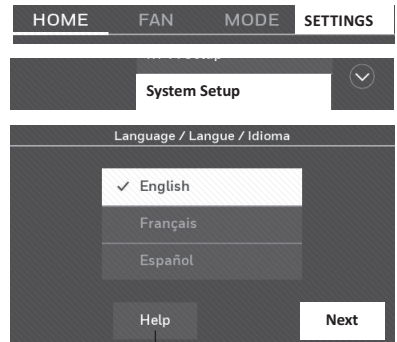 HOME FAN MODE SETTINGS
System Setup
Language / Langue / Idioma
✓ English
Français
Español
Help Next